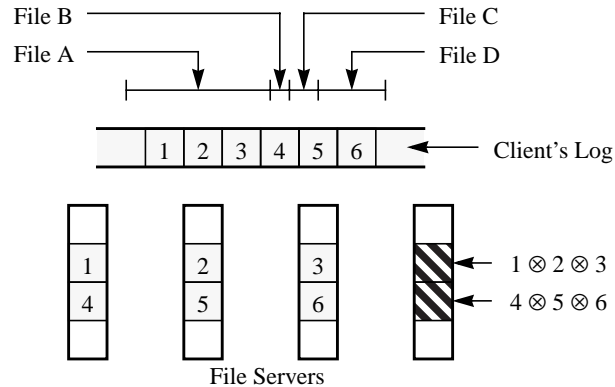 File B
File C
File A
File D
1 2 3 4 5 6
Client's Log
1 2 3
1 ⊗ 2 ⊗ 3
4 5 6
4 ⊗ 5 ⊗ 6
File Servers